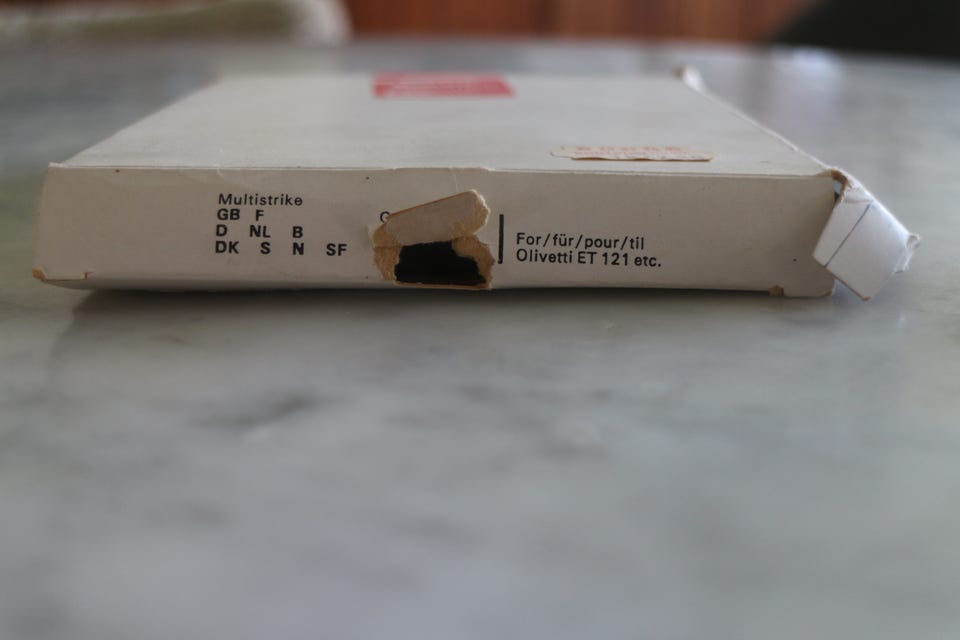 Multistrike
GB F
D NL B
DK S N SF
G
For/für/pour/til
Olivetti ET 121 etc.